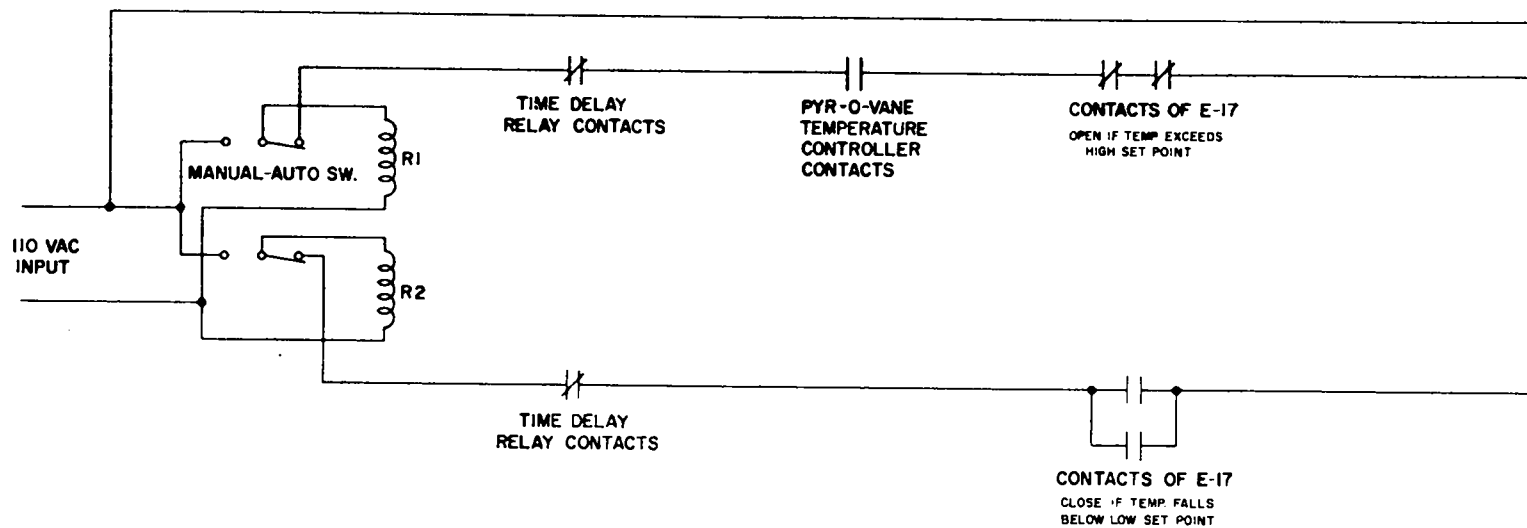 TIME DELAY
RELAY CONTACTS
PYR-O-VANE
TEMPERATURE
CONTROLLER
CONTACTS
CONTACTS OF E-17
OPEN IF TEMP EXCEEDS
HIGH SET POINT
MANUAL-AUTO SW.
R1
110 VAC
INPUT
R2
TIME DELAY
RELAY CONTACTS
CONTACTS OF E-17
CLOSE IF TEMP. FALLS
BELOW LOW SET POINT